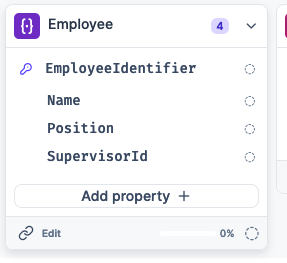 {·} Employee 4
EmployeeIdentifier
Name
Position
SupervisorId
Add property +
Edit 0%